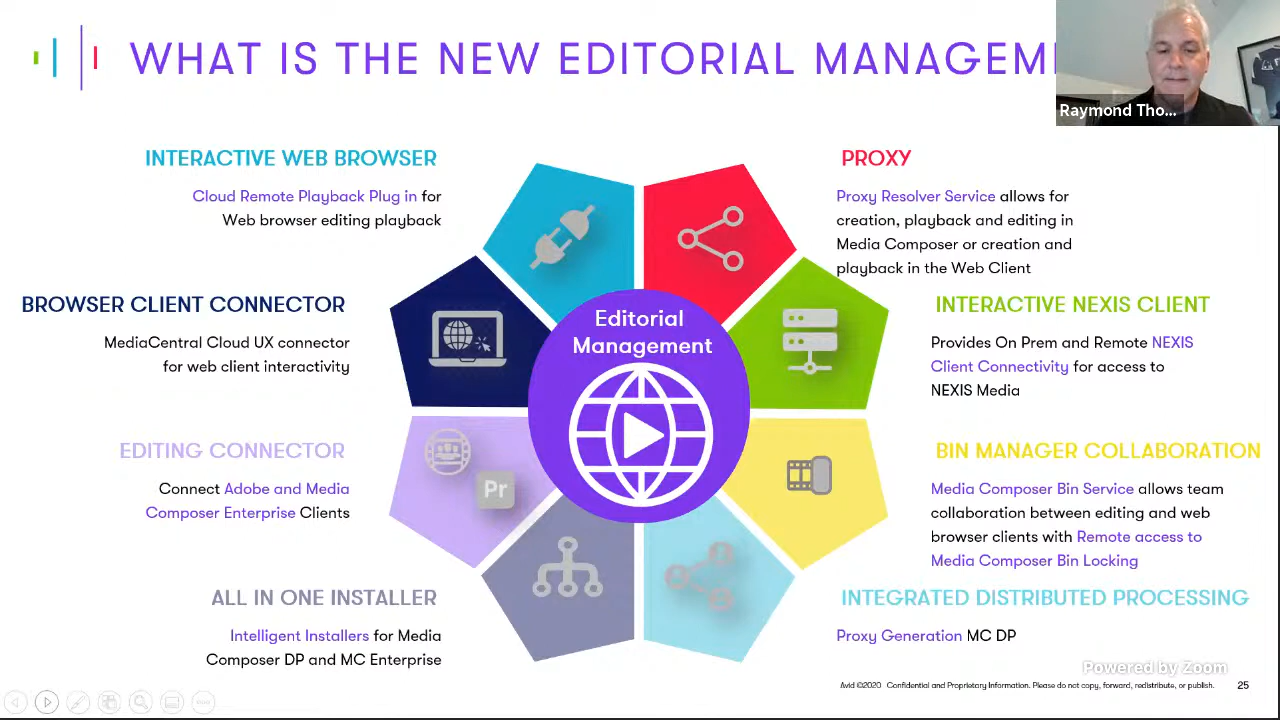 WHAT IS THE NEW EDITORIAL MANAGEM
Raymond Tho...
INTERACTIVE WEB BROWSER
Cloud Remote Playback Plug in for
Web browser editing playback
PROXY
Proxy Resolver Service allows for
creation, playback and editing in
Media Composer or creation and
playback in the Web Client
BROWSER CLIENT CONNECTOR
MediaCentral Cloud UX connector
for web client interactivity
Editorial
Management
INTERACTIVE NEXIS CLIENT
Provides On Prem and Remote NEXIS
Client Connectivity for access to
NEXIS Media
EDITING CONNECTOR
Connect Adobe and Media
Composer Enterprise Clients
Pr
BIN MANAGER COLLABORATION
Media Composer Bin Service allows team
collaboration between editing and web
browser clients with Remote access to
Media Composer Bin Locking
ALL IN ONE INSTALLER
Intelligent Installers for Media
Composer DP and MC Enterprise
INTEGRATED DISTRIBUTED PROCESSING
Proxy Generation MC DP
Powered by Zoom
Avid ©2020 Confidential and Proprietary Information. Please do not copy, forward, redistribute, or publish. 25